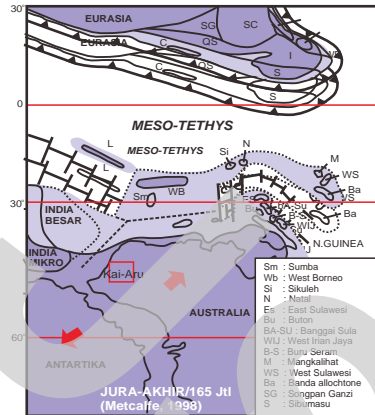 30°
EURASIA
SG
SC
EURASIA
C
QS
I
C
QS
S
S
0
MESO-TETHYS
MESO-TETHYS
L
L
Si
N
M
WS
Ba
WS
Ba
Sm
WB
30°
INDIA
BESAR
BA-Su
B-S
WIJ
N.GUINEA
INDIA
MIKRO
Kai-Aru
AUSTRALIA
60°
ANTARTIKA
JURA-AKHIR/165 Jtl
(Metcalfe, 1998)
Sm : Sumba
Wb : West Borneo
Si : Sikuleh
N : Natal
Es : East Sulawesi
Bu : Buton
BA-SU : Banggai Sula
WIJ : West Irian Jaya
B-S : Buru Seram
M : Mangkalihat
WS : West Sulawesi
Ba : Banda allochtone
SG : Songpan Ganzi
S : Sibumasu